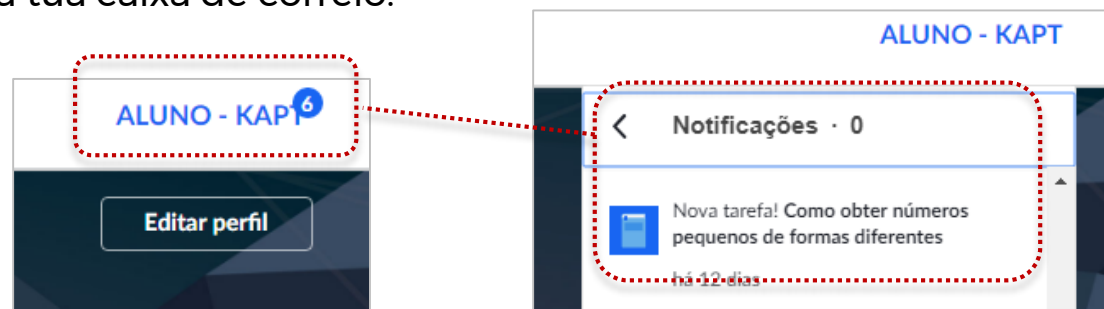 a tua caixa de correio.
ALUNO - KAPT
6
Editar perfil
ALUNO - KAPT
Notificações · 0
Nova tarefa! Como obter números
pequenos de formas diferentes
há 12 dias